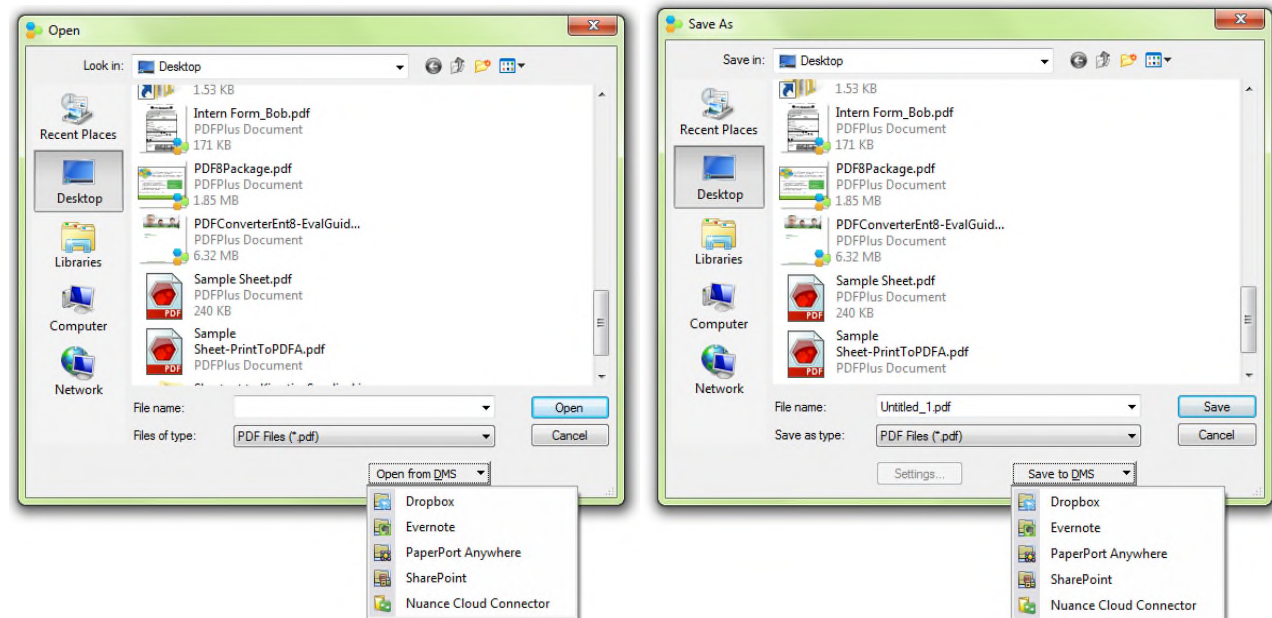 Open
Look in:
Desktop
Recent Places
Desktop
Libraries
Computer
Network
1.53 KB
Intern Form_Bob.pdf
PDFPlus Document
171 KB
PDF8Package.pdf
PDFPlus Document
1.85 MB
PDFConverterEnt8-EvalGuid...
PDFPlus Document
6.32 MB
Sample Sheet.pdf
PDFPlus Document
240 KB
Sample
Sheet-PrintToPDFA.pdf
PDFPlus Document
File name:
Open
Files of type:
PDF Files (*.pdf)
Cancel
Open from DMS
Dropbox
Evernote
PaperPort Anywhere
SharePoint
Nuance Cloud Connector
Save As
Save in:
Desktop
Recent Places
Desktop
Libraries
Computer
Network
1.53 KB
Intern Form_Bob.pdf
PDFPlus Document
171 KB
PDF8Package.pdf
PDFPlus Document
1.85 MB
PDFConverterEnt8-EvalGuid...
PDFPlus Document
6.32 MB
Sample Sheet.pdf
PDFPlus Document
240 KB
Sample
Sheet-PrintToPDFA.pdf
PDFPlus Document
File name:
Untitled_1.pdf
Save
Save as type:
PDF Files (*.pdf)
Cancel
Settings...
Save to DMS
Dropbox
Evernote
PaperPort Anywhere
SharePoint
Nuance Cloud Connector